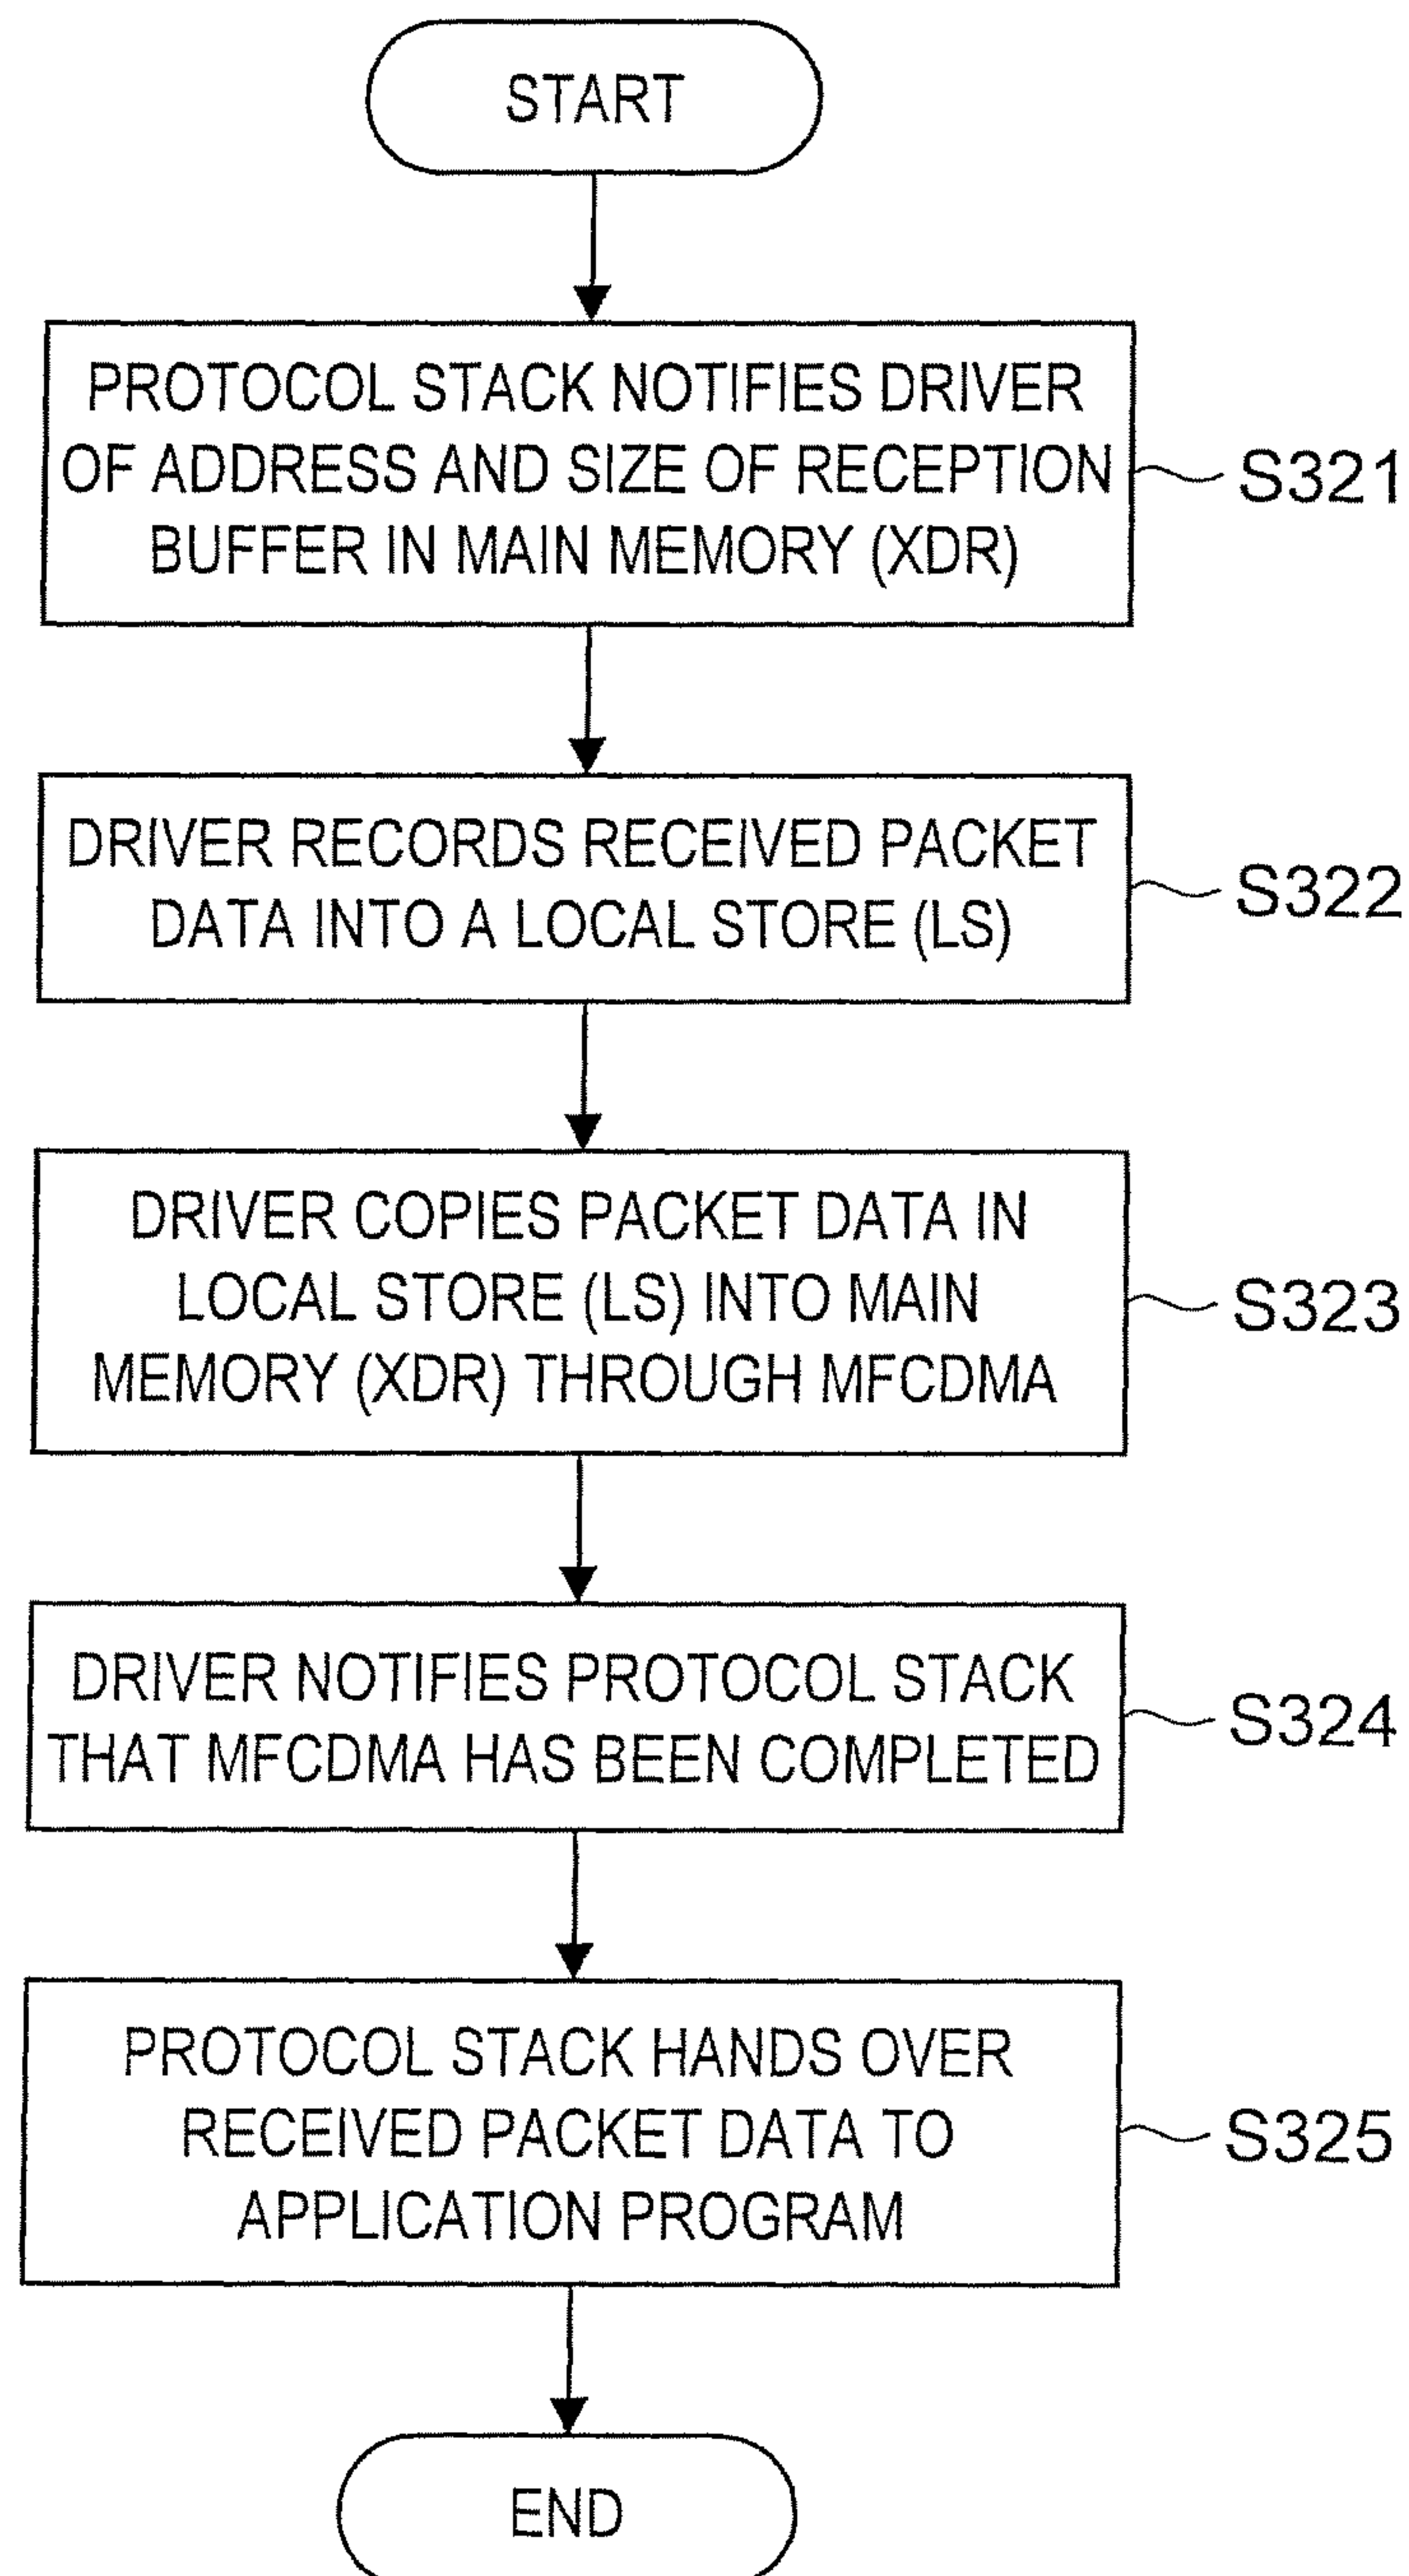 START
PROTOCOL STACK NOTIFIES DRIVER
OF ADDRESS AND SIZE OF RECEPTION
BUFFER IN MAIN MEMORY (XDR)
S321
DRIVER RECORDS RECEIVED PACKET
DATA INTO A LOCAL STORE (LS)
S322
DRIVER COPIES PACKET DATA IN
LOCAL STORE (LS) INTO MAIN
MEMORY (XDR) THROUGH MFCDMA
S323
DRIVER NOTIFIES PROTOCOL STACK
THAT MFCDMA HAS BEEN COMPLETED
S324
PROTOCOL STACK HANDS OVER
RECEIVED PACKET DATA TO
APPLICATION PROGRAM
S325
END